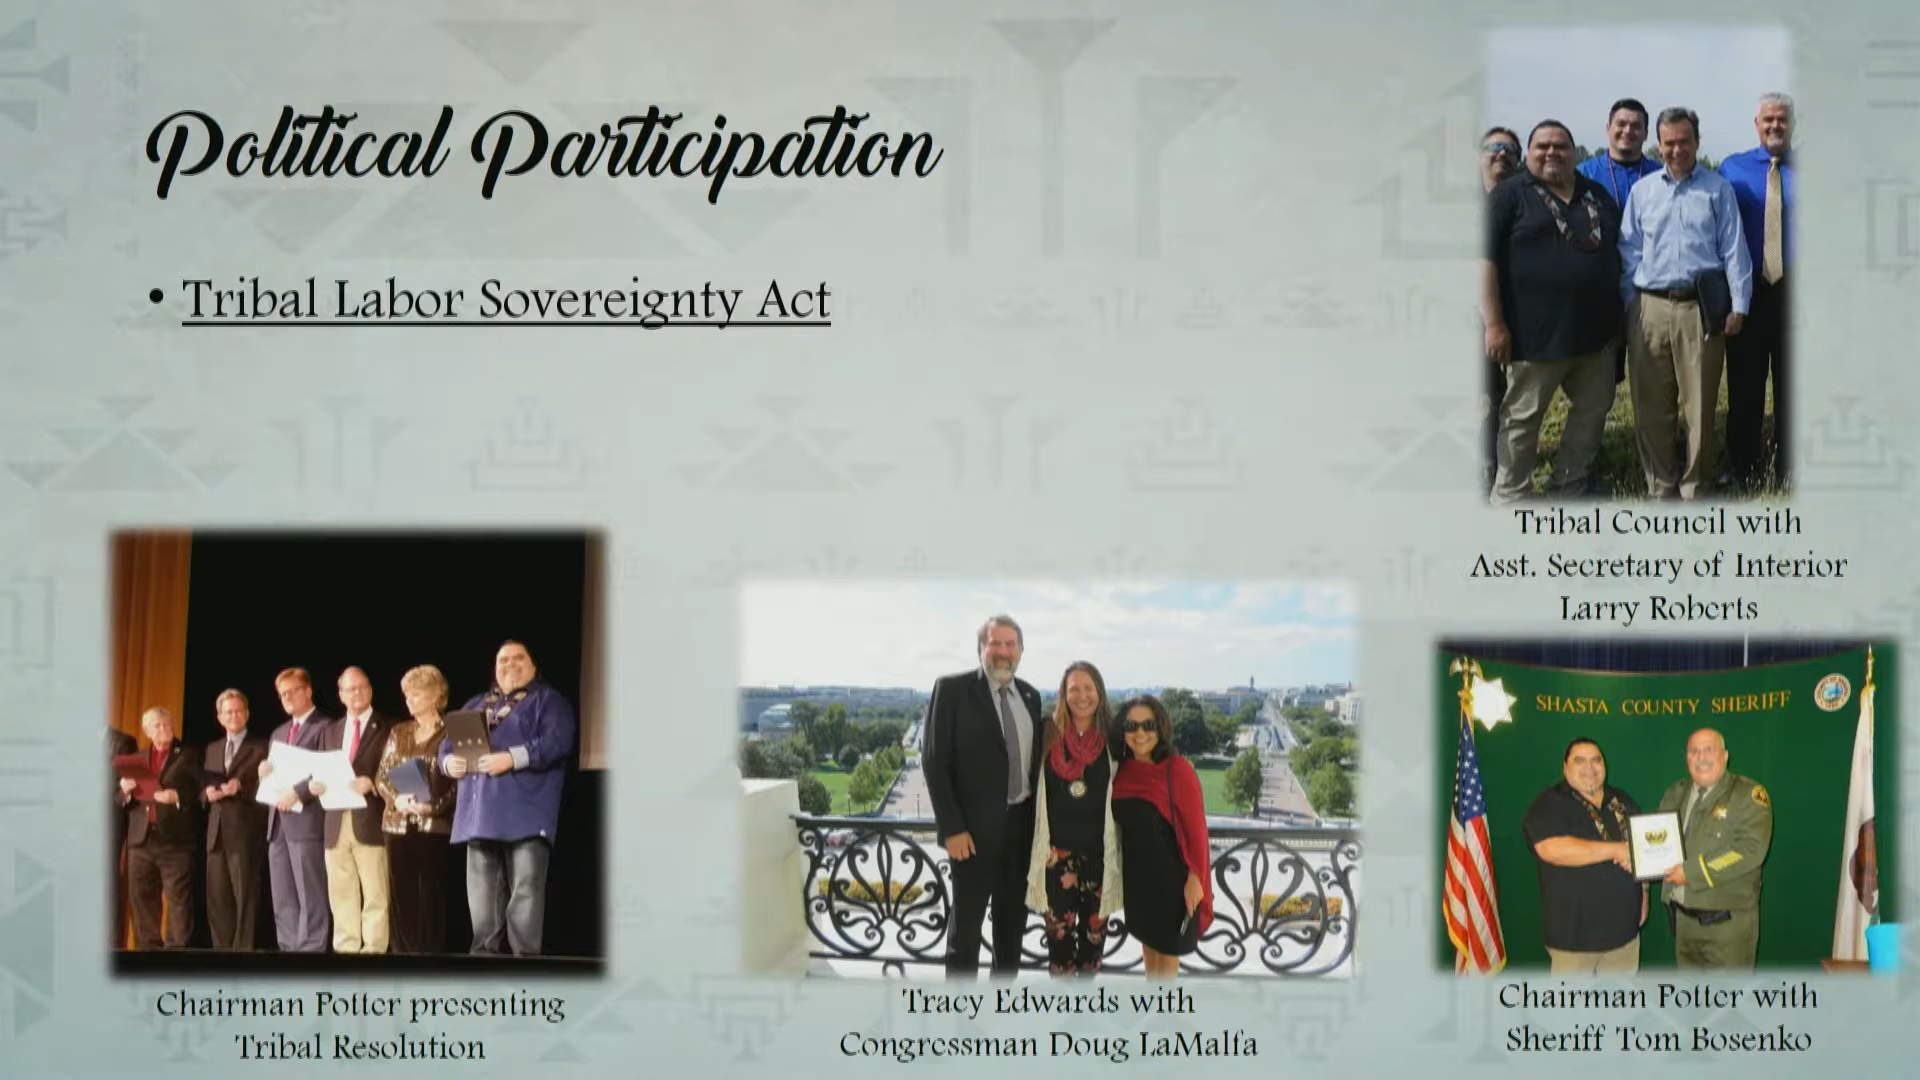 Political Participation
• Tribal Labor Sovereignty Act
Tribal Council with
Asst. Secretary of Interior
Larry Roberts
SHASTA COUNTY SHERIFF
Chairman Potter presenting
Tribal Resolution
Tracy Edwards with
Congressman Doug LaMalfa
Chairman Potter with
Sheriff Tom Bosenko